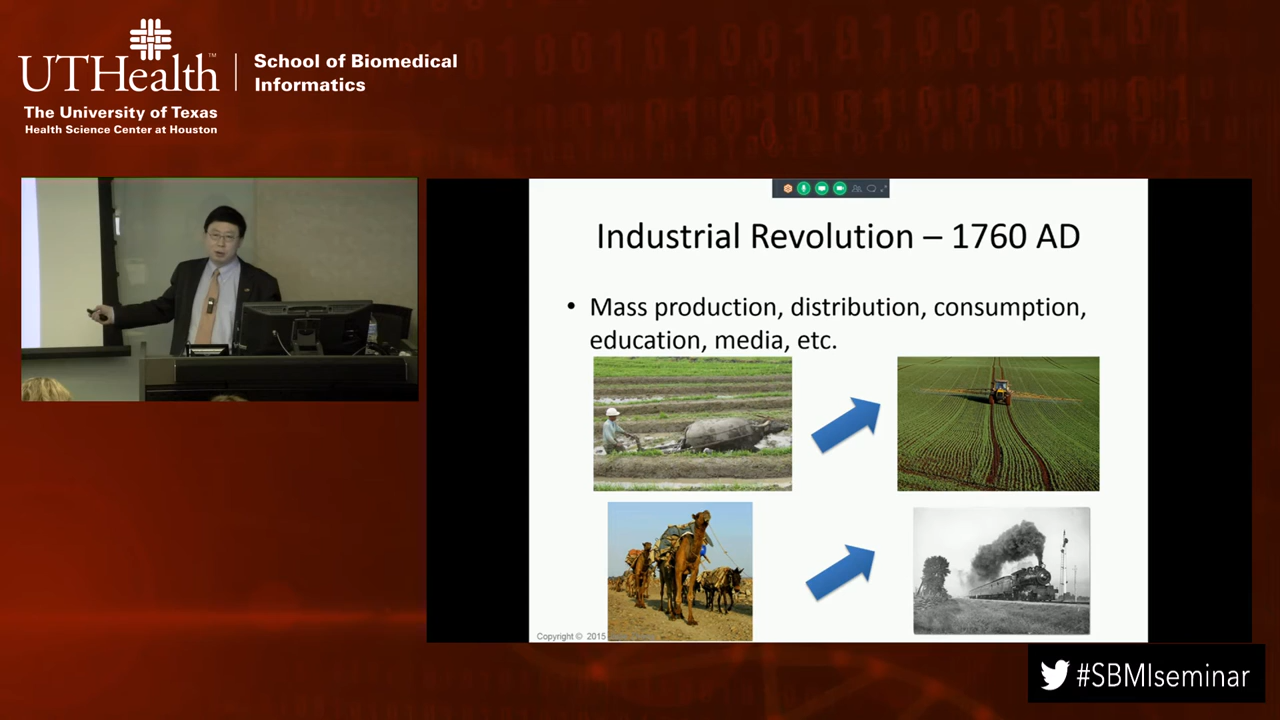 UTHealth™
The University of Texas
Health Science Center at Houston
School of Biomedical
Informatics
Industrial Revolution – 1760 AD
• Mass production, distribution, consumption,
education, media, etc.
Copyright © 2015
#SBMIseminar